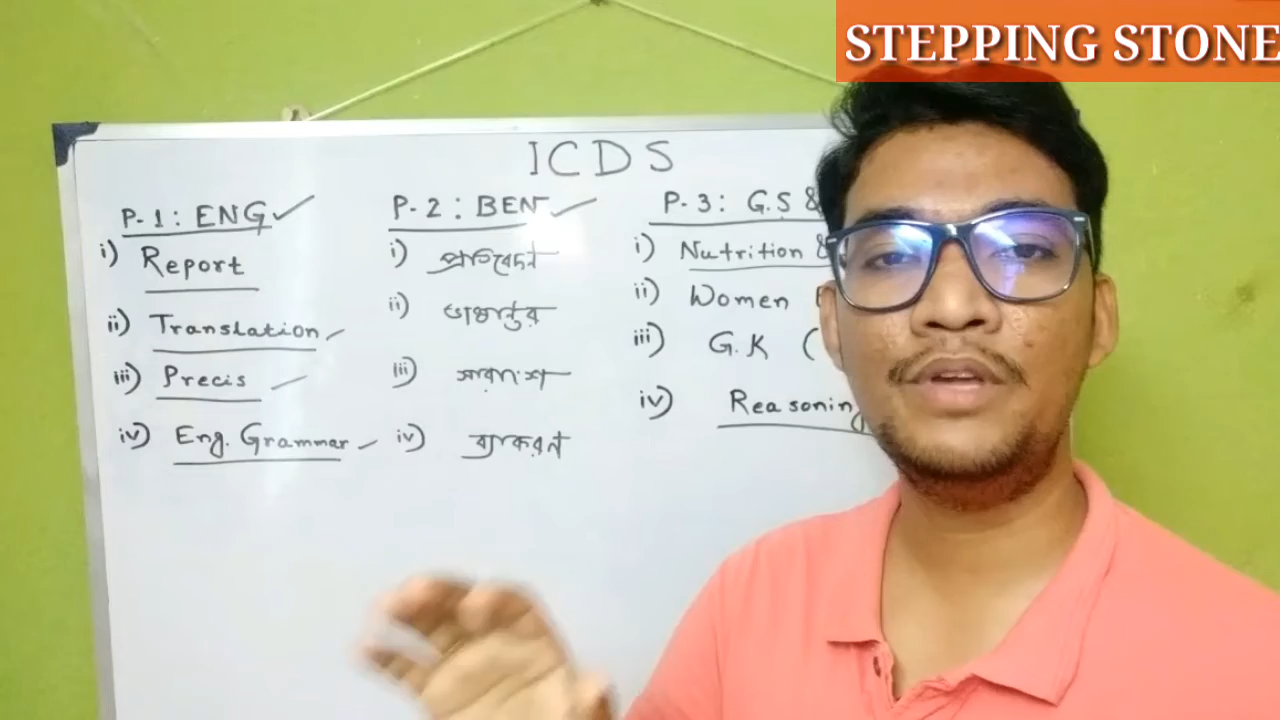 STEPPING STONE
ICDS
P-1: ENG ✓
i) Report
ii) Translation
iii) Precis
iv) Eng. Grammar
P-2: BEN ✓
i) প্রতিবেদন
ii) ভাষান্তর
iii) সারাংশ
iv) ব্যাকরণ
P-3: G.S &
i) Nutrition &
ii) Women
iii) G.K (
iv) Reasoning